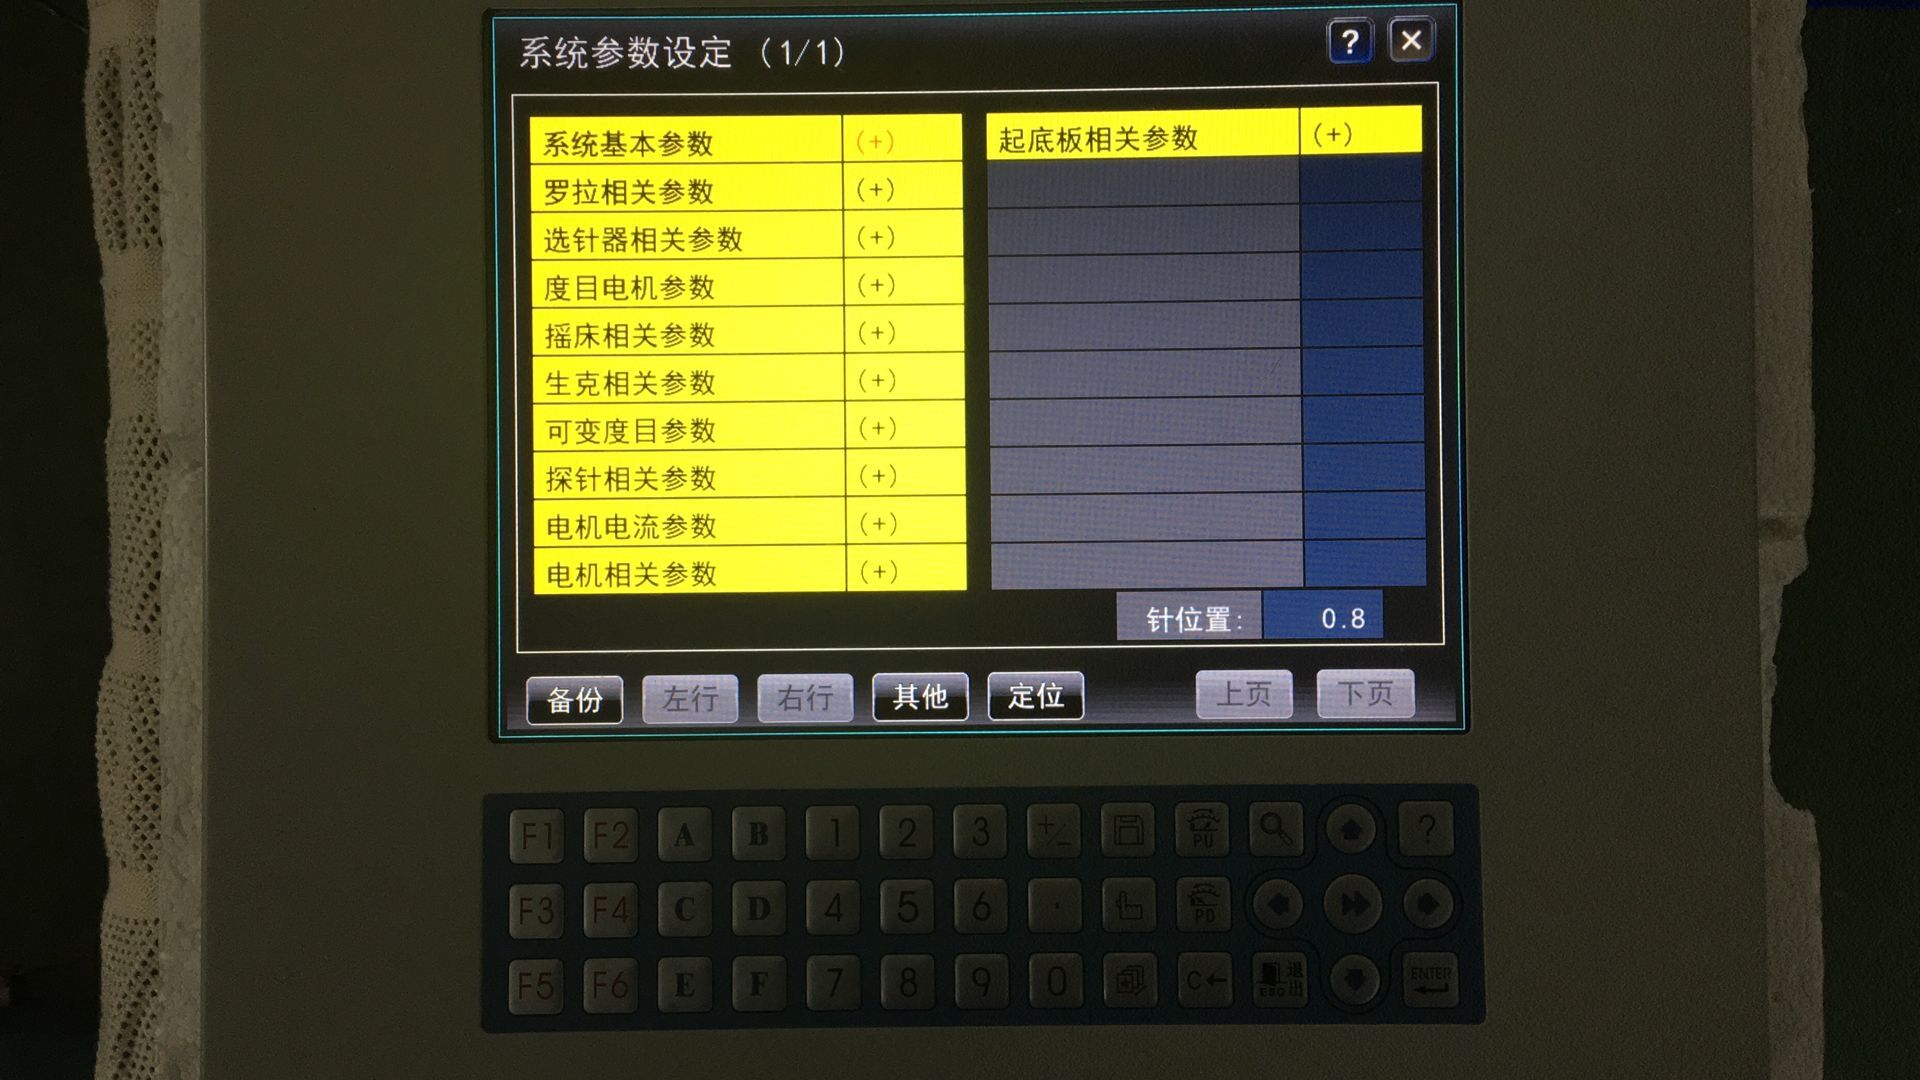 系统参数设定 (1/1)
? ×
系统基本参数 (+)
罗拉相关参数 (+)
选针器相关参数 (+)
度目电机参数 (+)
摇床相关参数 (+)
生克相关参数 (+)
可变度目参数 (+)
探针相关参数 (+)
电机电流参数 (+)
电机相关参数 (+)
起底板相关参数 (+)
针位置: 0.8
备份 左行 右行 其他 定位 上页 下页
F1 F2 A B 1 2 3 +/- PU ?
F3 F4 C D 4 5 6 . PD
F5 F6 E F 7 8 9 0 C← ESC 退出 ENTER